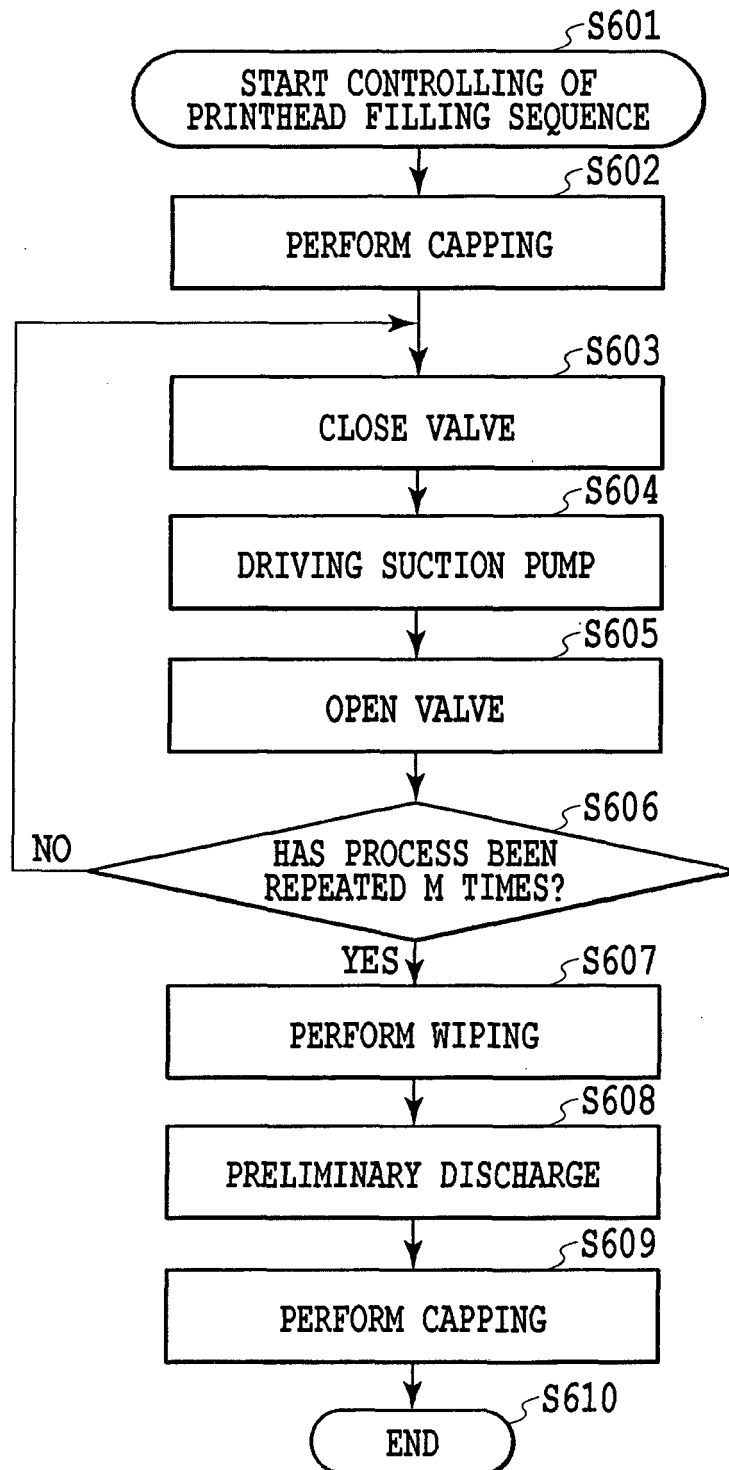 S601
START CONTROLLING OF
PRINTHEAD FILLING SEQUENCE
S602
PERFORM CAPPING
S603
CLOSE VALVE
S604
DRIVING SUCTION PUMP
S605
OPEN VALVE
S606
NO
HAS PROCESS BEEN
REPEATED M TIMES?
YES
S607
PERFORM WIPING
S608
PRELIMINARY DISCHARGE
S609
PERFORM CAPPING
S610
END